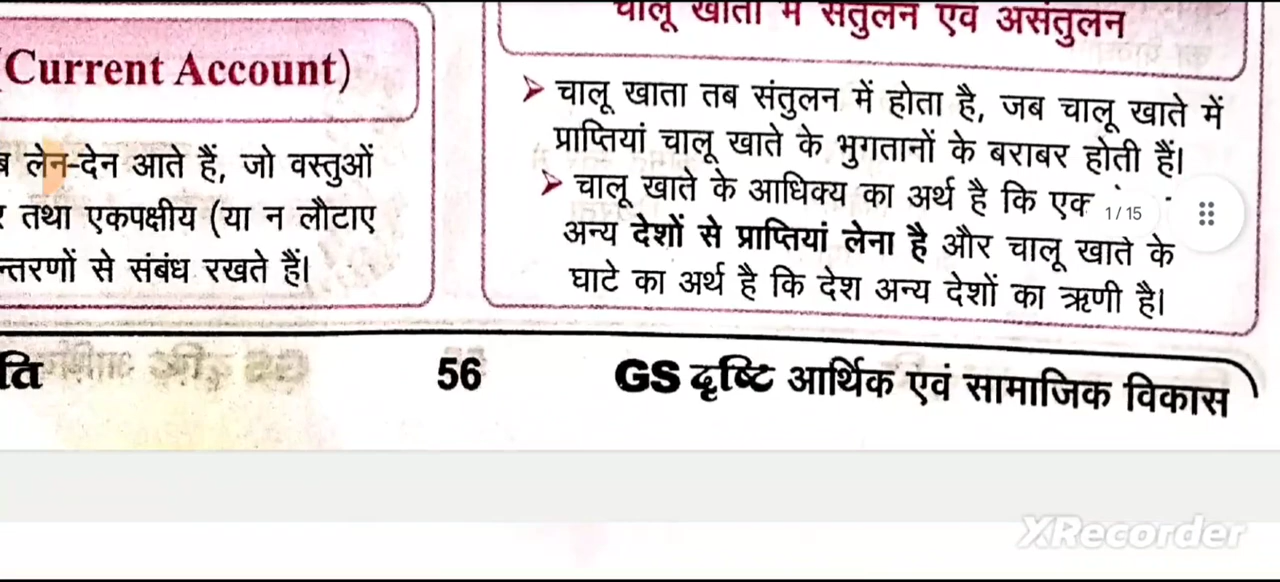 चालू खाता में संतुलन एवं असंतुलन
(Current Account)
➤ चालू खाता तब संतुलन में होता है, जब चालू खाते में
प्राप्तियां चालू खाते के भुगतानों के बराबर होती हैं।
लेन-देन आते हैं, जो वस्तुओं
➤ चालू खाते के आधिक्य का अर्थ है कि एक
1/15
तथा एकपक्षीय (या न लौटाए
अन्य देशों से प्राप्तियां लेना है और चालू खाते के
न्तरणों से संबंध रखते हैं।
घाटे का अर्थ है कि देश अन्य देशों का ऋणी है।
ति
56
GS दृष्टि आर्थिक एवं सामाजिक विकास
XRecorder